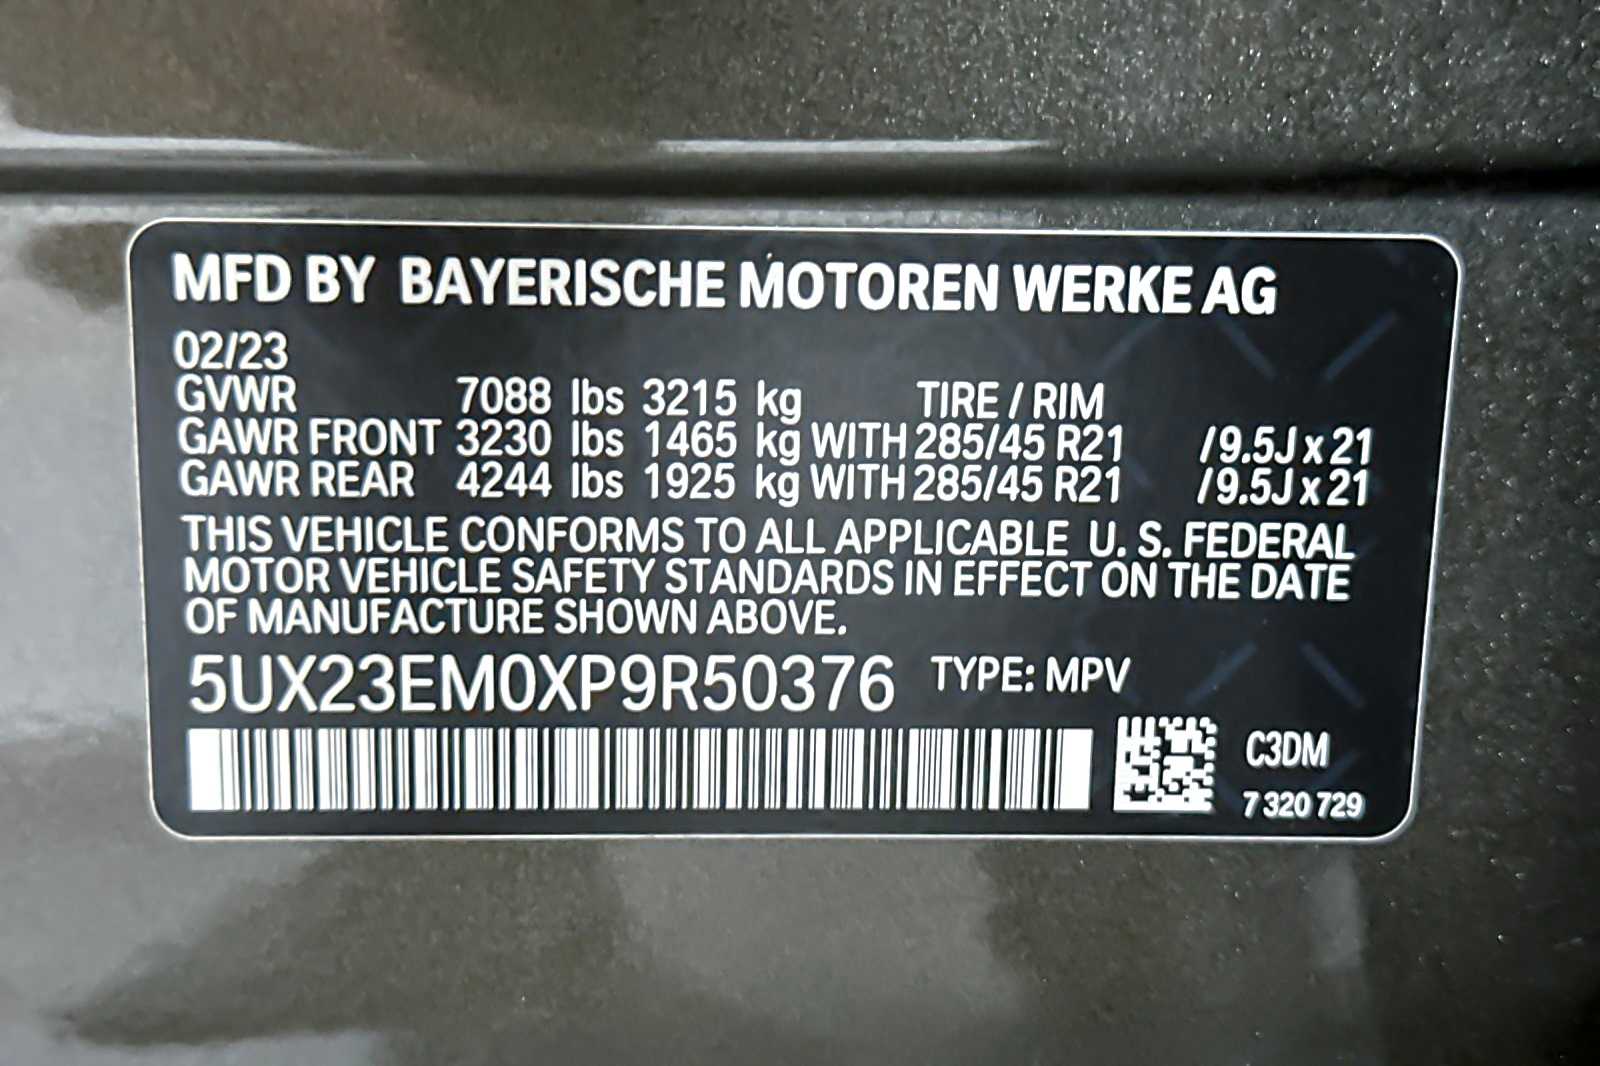 MFD BY BAYERISCHE MOTOREN WERKE AG
02/23
GVWR 7088 lbs 3215 kg TIRE / RIM
GAWR FRONT 3230 lbs 1465 kg WITH 285/45 R21 /9.5J x 21
GAWR REAR 4244 lbs 1925 kg WITH 285/45 R21 /9.5J x 21
THIS VEHICLE CONFORMS TO ALL APPLICABLE U. S. FEDERAL
MOTOR VEHICLE SAFETY STANDARDS IN EFFECT ON THE DATE
OF MANUFACTURE SHOWN ABOVE.
5UX23EM0XP9R50376 TYPE: MPV
C3DM
7 320 729